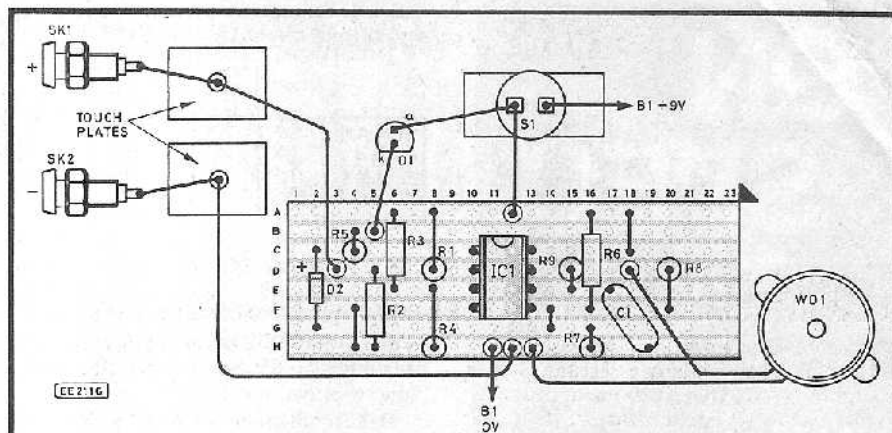 SK1
+
TOUCH
PLATES
SK2
-
a
k
D1
S1
B1 +9V
1 2 3 4 5 6 7 8 9 10 11 13 14 15 16 17 18 19 20 21 22 23
A
B
C
D
E
F
G
H
R5
R3
R1
+
D2
R2
R4
IC1
R9
R6
R8
C1
R7
WD1
B1
0V
EE211G